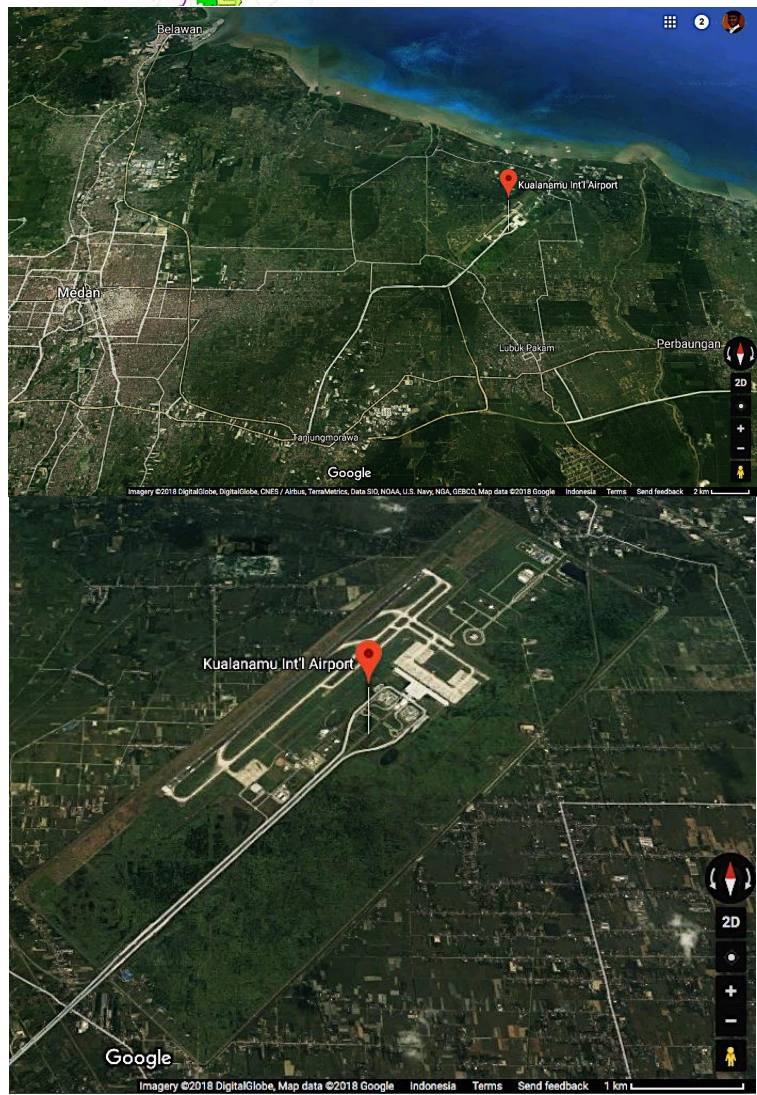 Belawan
2
Kualanamu Int'l Airport
Medan
Lubuk Pakam
Perbaungan
2D
+
−
Tanjungmorawa
Google
Imagery ©2018 DigitalGlobe, DigitalGlobe, CNES / Airbus, TerraMetrics, Data SIO, NOAA, U.S. Navy, NGA, GEBCO, Map data ©2018 Google Indonesia Terms Send feedback 2 km
Kualanamu Int'l Airport
2D
+
−
Google
Imagery ©2018 DigitalGlobe, Map data ©2018 Google Indonesia Terms Send feedback 1 km